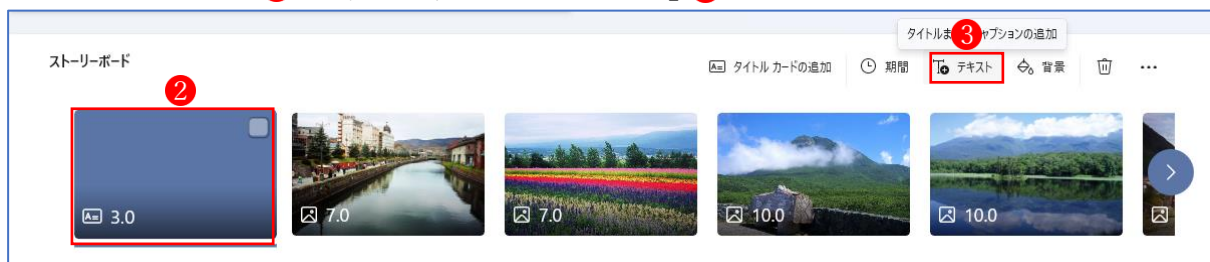 タイトルま 3 ャプションの追加
ストーリーボード
タイトル カードの追加 期間 テキスト 背景 …
2
3.0 7.0 7.0 10.0 10.0